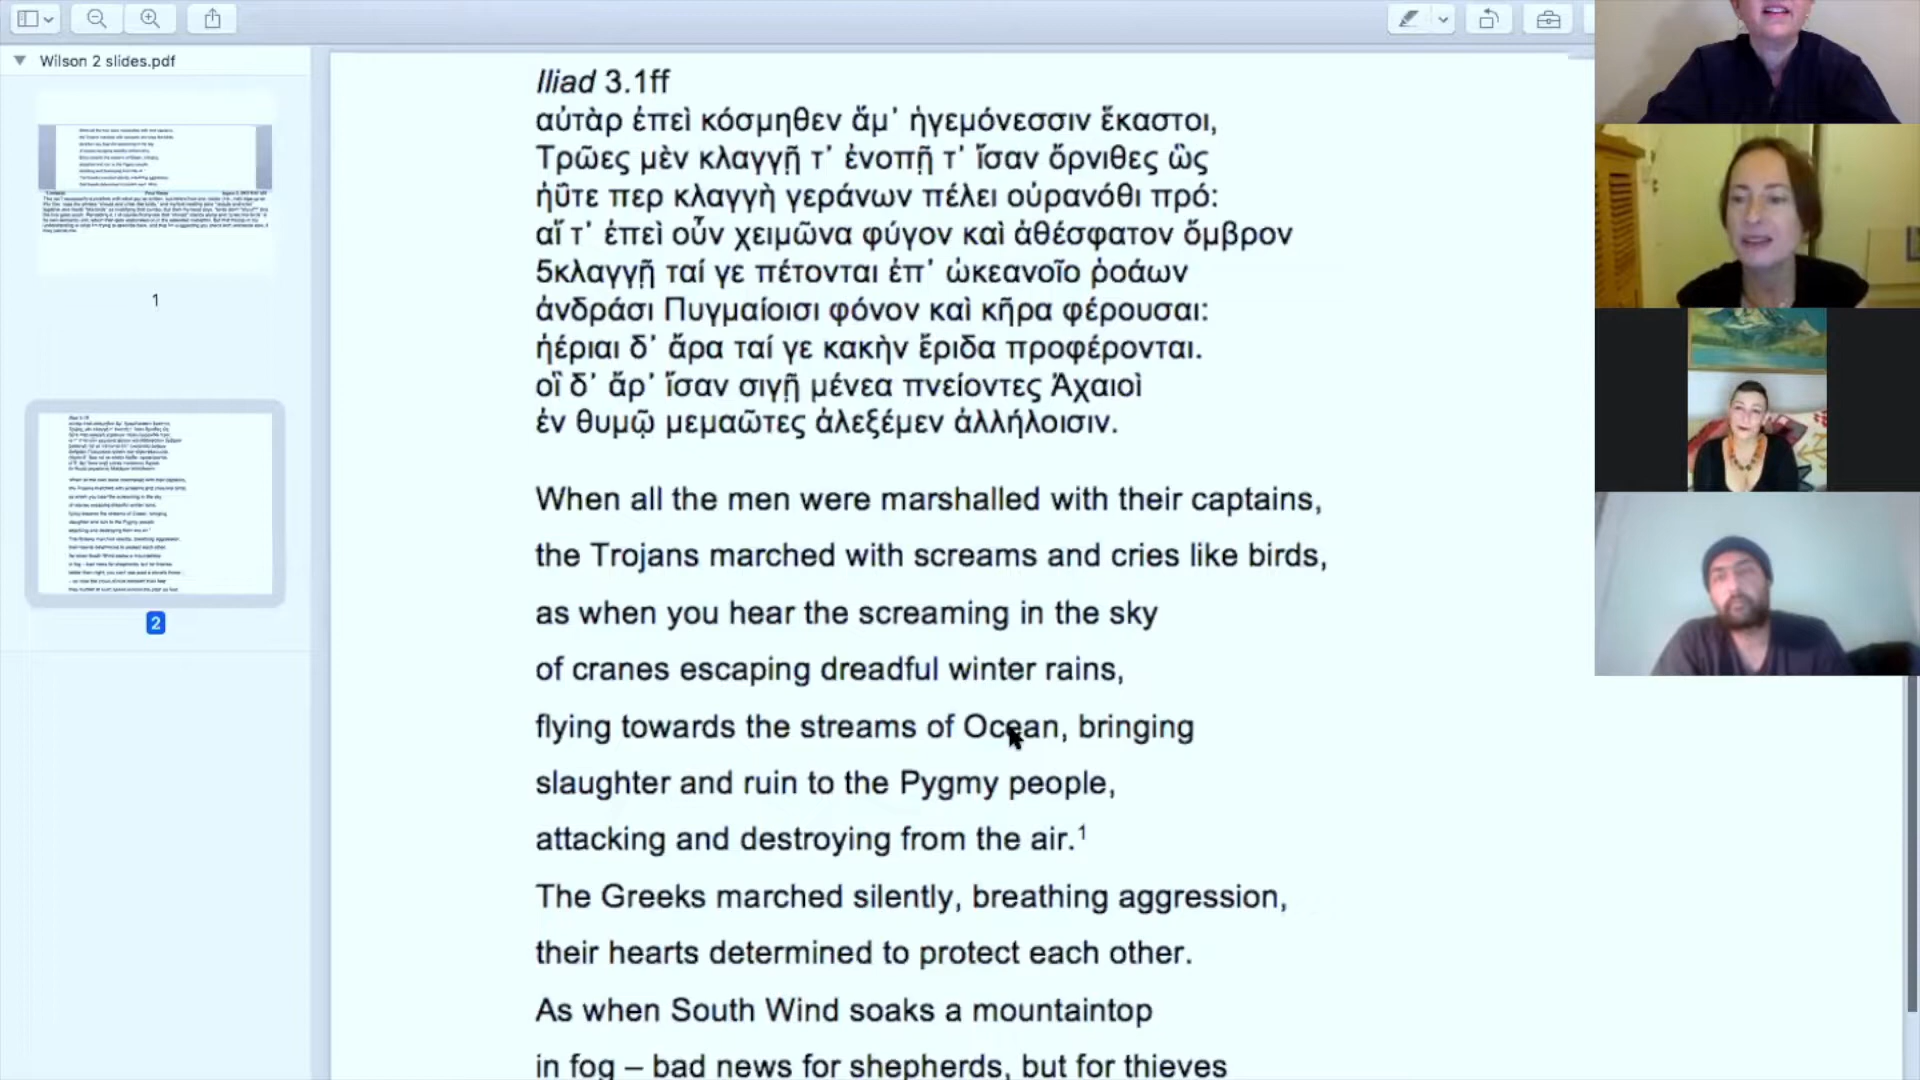 Wilson 2 slides.pdf
1
2
Iliad 3.1ff
αὐτὰρ ἐπεὶ κόσμηθεν ἅμ᾽ ἡγεμόνεσσιν ἕκαστοι,
Τρῶες μὲν κλαγγῇ τ᾽ ἐνοπῇ τ᾽ ἴσαν ὄρνιθες ὣς
ἠΰτε περ κλαγγὴ γεράνων πέλει οὐρανόθι πρό:
αἵ τ᾽ ἐπεὶ οὖν χειμῶνα φύγον καὶ ἀθέσφατον ὄμβρον
5κλαγγῇ ταί γε πέτονται ἐπ᾽ ὠκεανοῖο ῥοάων
ἀνδράσι Πυγμαίοισι φόνον καὶ κῆρα φέρουσαι:
ἠέριαι δ᾽ ἄρα ταί γε κακὴν ἔριδα προφέρονται.
οἳ δ᾽ ἄρ᾽ ἴσαν σιγῇ μένεα πνείοντες Ἀχαιοὶ
ἐν θυμῷ μεμαῶτες ἀλεξέμεν ἀλλήλοισιν.
When all the men were marshalled with their captains,
the Trojans marched with screams and cries like birds,
as when you hear the screaming in the sky
of cranes escaping dreadful winter rains,
flying towards the streams of Ocean, bringing
slaughter and ruin to the Pygmy people,
attacking and destroying from the air.¹
The Greeks marched silently, breathing aggression,
their hearts determined to protect each other.
As when South Wind soaks a mountaintop
in fog – bad news for shepherds, but for thieves